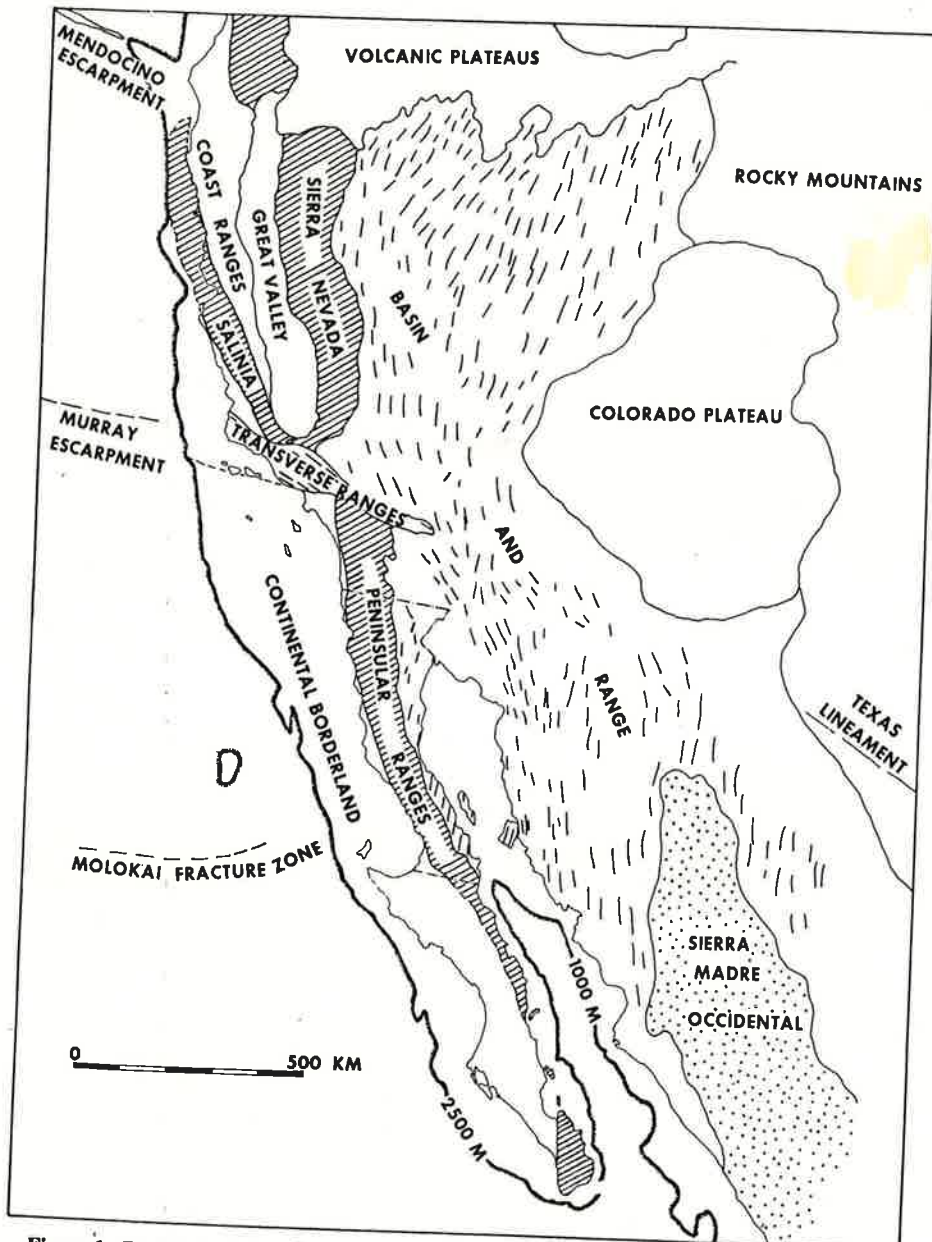 MENDOCINO
ESCARPMENT
VOLCANIC PLATEAUS
ROCKY MOUNTAINS
COAST
RANGES
GREAT VALLEY
SIERRA
NEVADA
SALINIA
BASIN
COLORADO PLATEAU
MURRAY
ESCARPMENT
TRANSVERSE RANGES
AND
CONTINENTAL BORDERLAND
PENINSULAR
RANGES
RANGE
TEXAS
LINEAMENT
MOLOKAI FRACTURE ZONE
SIERRA
MADRE
OCCIDENTAL
1000 M
0
500 KM
2500 M